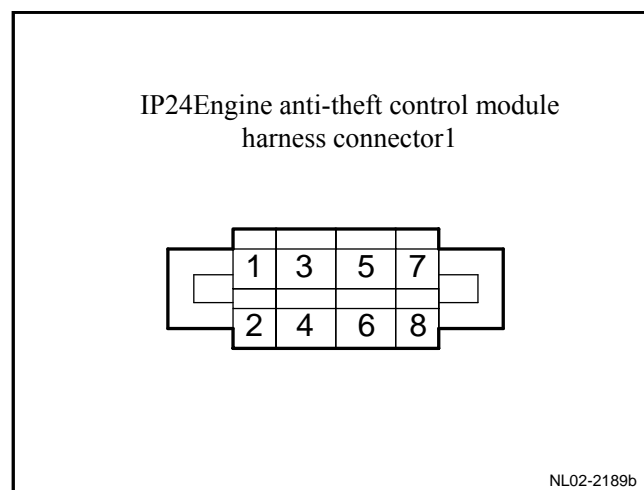 IP24Engine anti-theft control module
harness connector1
1 3 5 7
2 4 6 8
NL02-2189b